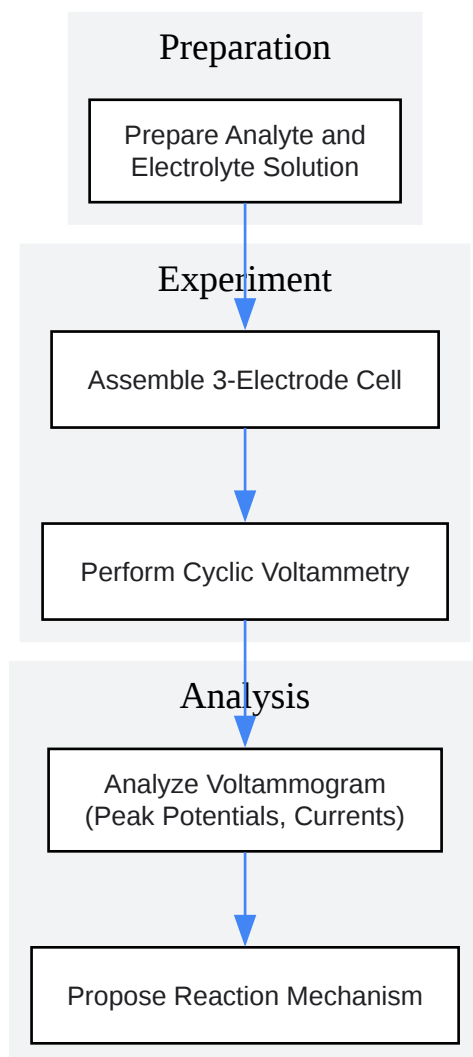 Preparation
Prepare Analyte and
Electrolyte Solution
Experiment
Assemble 3-Electrode Cell
Perform Cyclic Voltammetry
Analysis
Analyze Voltammogram
(Peak Potentials, Currents)
Propose Reaction Mechanism